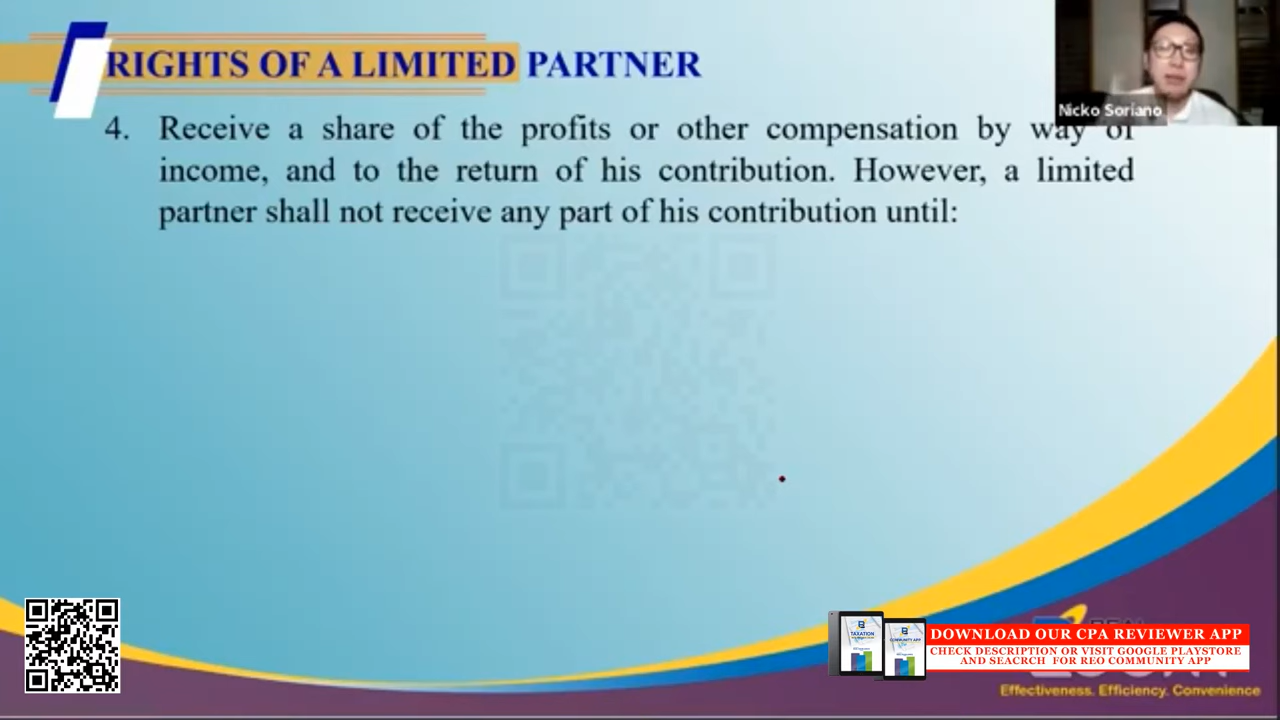 RIGHTS OF A LIMITED PARTNER
Nicko Soriano
4. Receive a share of the profits or other compensation by way of
income, and to the return of his contribution. However, a limited
partner shall not receive any part of his contribution until:
TAXATION
COMMUNITY APP
DOWNLOAD OUR CPA REVIEWER APP
CHECK DESCRIPTION OR VISIT GOOGLE PLAYSTORE
AND SEACRCH FOR REO COMMUNITY APP
Effectiveness. Efficiency. Convenience